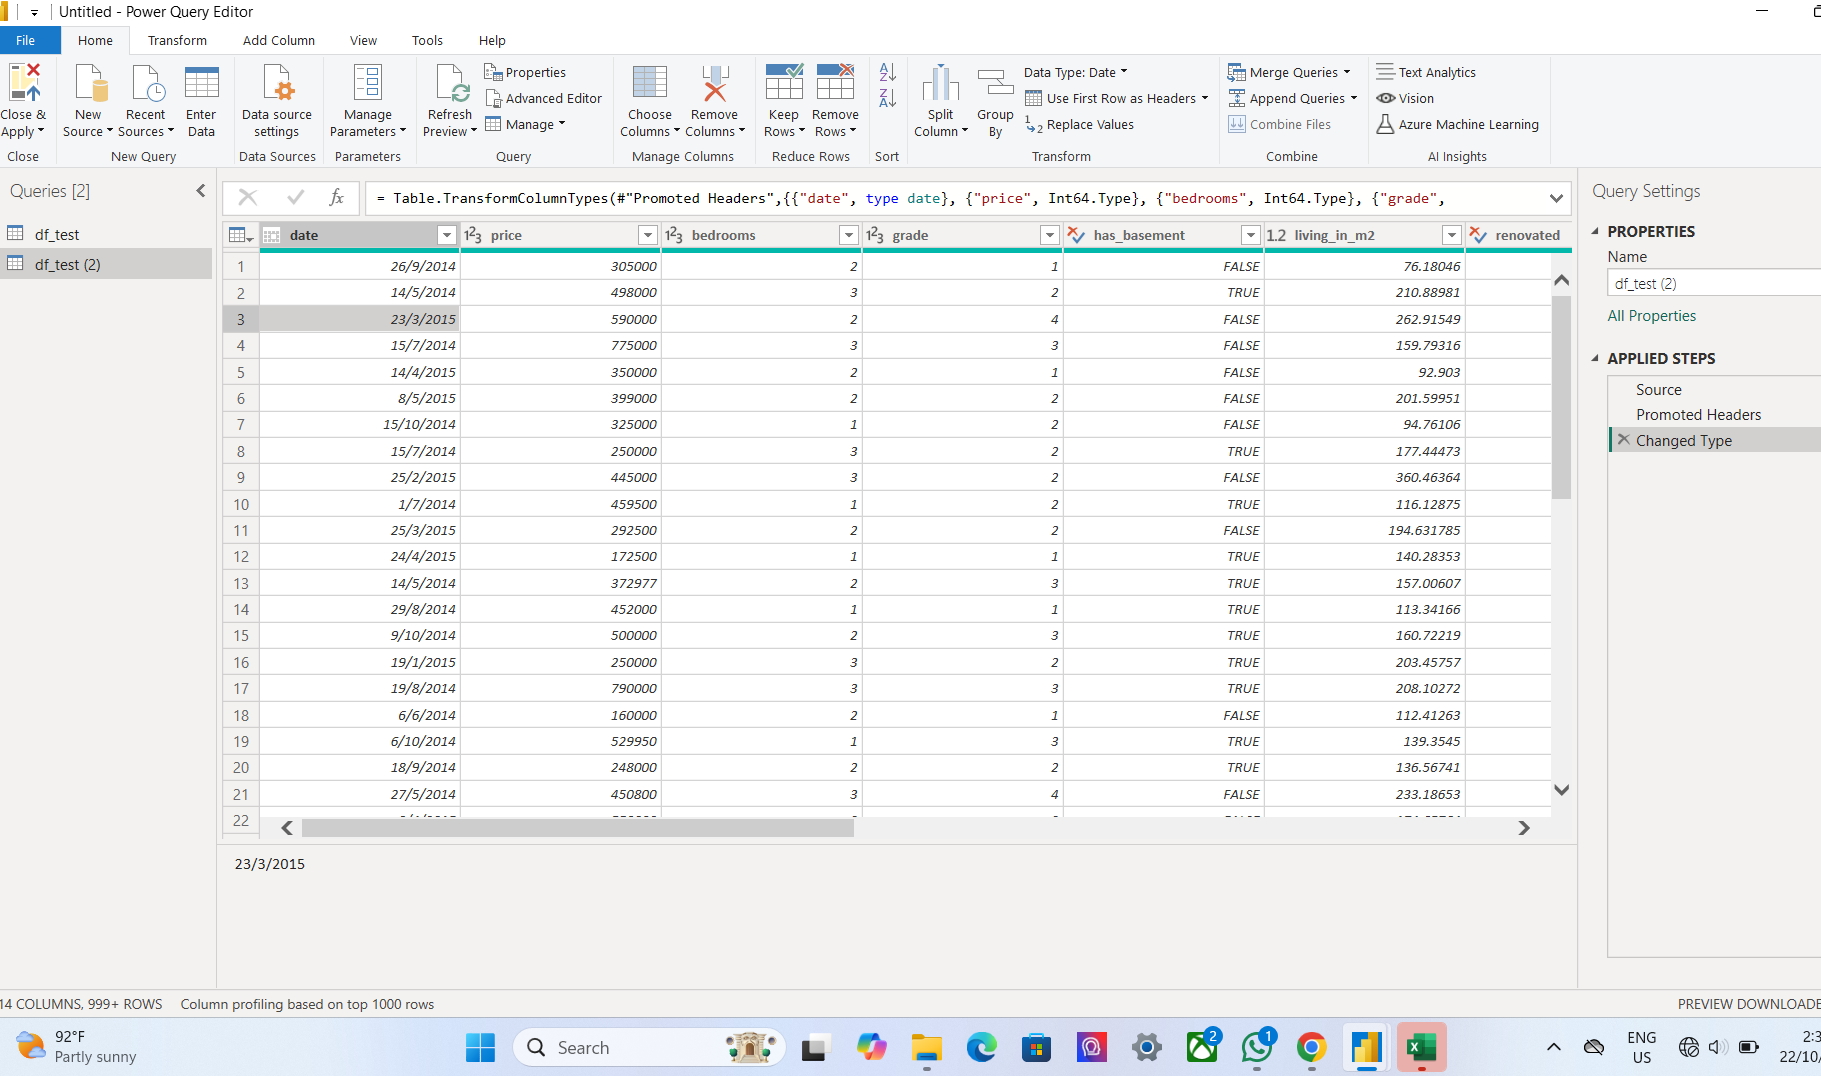 Untitled - Power Query Editor
File Home Transform Add Column View Tools Help
Close & Apply
New Source
Recent Sources
Enter Data
Data source settings
Manage Parameters
Refresh Preview
Properties
Advanced Editor
Manage
Choose Columns
Remove Columns
Keep Rows
Remove Rows
Split Column
Group By
Data Type: Date
Use First Row as Headers
Replace Values
Merge Queries
Append Queries
Combine Files
Text Analytics
Vision
Azure Machine Learning
Close New Query Data Sources Parameters Query Manage Columns Reduce Rows Sort Transform Combine AI Insights
Queries [2]
df_test
df_test (2)
fx
= Table.TransformColumnTypes(#"Promoted Headers",{{"date", type date}, {"price", Int64.Type}, {"bedrooms", Int64.Type}, {"grade",
date 123 price 123 bedrooms 123 grade has_basement 1.2 living_in_m2 renovated
1 26/9/2014 305000 2 1 FALSE 76.18046
2 14/5/2014 498000 3 2 TRUE 210.88981
3 23/3/2015 590000 2 4 FALSE 262.91549
4 15/7/2014 775000 3 3 FALSE 159.79316
5 14/4/2015 350000 2 1 FALSE 92.903
6 8/5/2015 399000 2 2 FALSE 201.59951
7 15/10/2014 325000 1 2 FALSE 94.76106
8 15/7/2014 250000 3 2 TRUE 177.44473
9 25/2/2015 445000 3 2 FALSE 360.46364
10 1/7/2014 459500 1 2 TRUE 116.12875
11 25/3/2015 292500 2 2 FALSE 194.631785
12 24/4/2015 172500 1 1 TRUE 140.28353
13 14/5/2014 372977 2 3 TRUE 157.00607
14 29/8/2014 452000 1 1 TRUE 113.34166
15 9/10/2014 500000 2 3 TRUE 160.72219
16 19/1/2015 250000 3 2 TRUE 203.45757
17 19/8/2014 790000 3 3 TRUE 208.10272
18 6/6/2014 160000 2 1 FALSE 112.41263
19 6/10/2014 529950 1 3 TRUE 139.3545
20 18/9/2014 248000 2 2 TRUE 136.56741
21 27/5/2014 450800 3 4 FALSE 233.18653
22
23/3/2015
Query Settings
PROPERTIES
Name
df_test (2)
All Properties
APPLIED STEPS
Source
Promoted Headers
Changed Type
14 COLUMNS, 999+ ROWS Column profiling based on top 1000 rows PREVIEW DOWNLOADE
92°F
Partly sunny
Search
2
1
ENG
US
2:3
22/10/